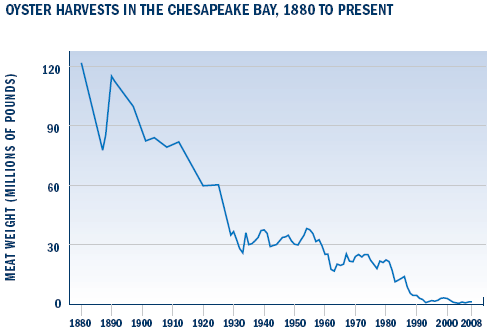 OYSTER HARVESTS IN THE CHESAPEAKE BAY, 1880 TO PRESENT
MEAT WEIGHT (MILLIONS OF POUNDS)
120
90
60
30
0
1880 1890 1900 1910 1920 1930 1940 1950 1960 1970 1980 1990 2000 2008